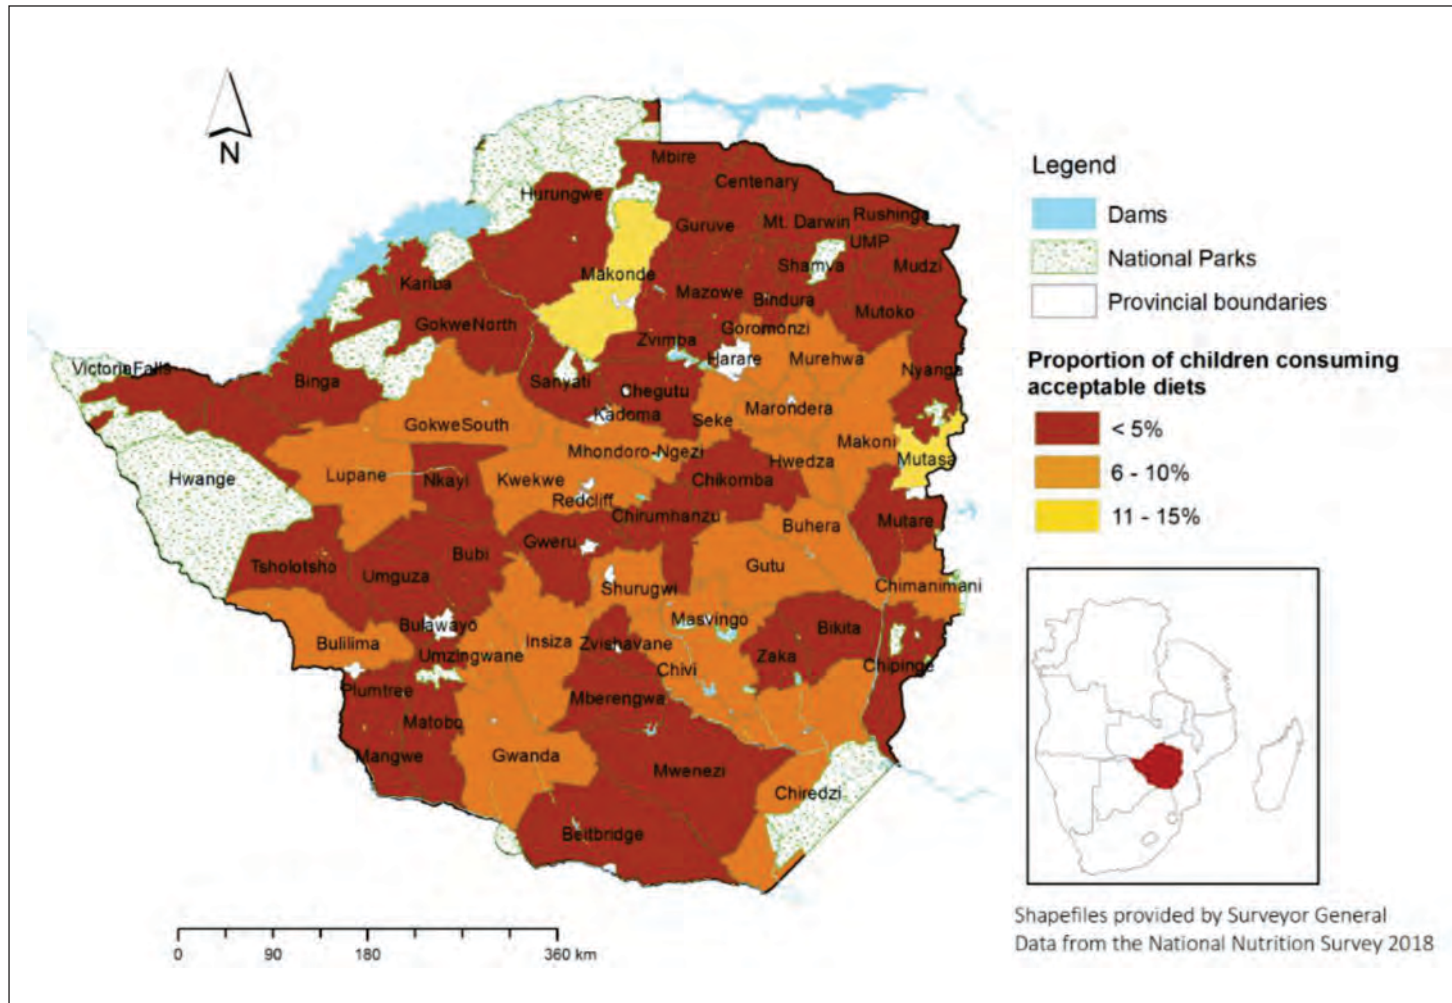 N
Mbire
Centenary
Hurungwe
Guruve
Mt. Darwin
Rushinga
UMP
Shamva
Mudzi
Makonde
Kariba
Mazowe
Bindura
Mutoko
GokweNorth
Goromonzi
Zvimba
Harare
Murehwa
VictoriaFalls
Binga
Sanyati
Chegutu
Nyanga
Kadoma
Seke
Marondera
GokweSouth
Mhondoro-Ngezi
Makoni
Hwedza
Mutasa
Hwange
Lupane
Nkayi
Kwekwe
Redcliff
Chikomba
Chirumhanzu
Buhera
Mutare
Gweru
Bubi
Tsholotsho
Umguza
Gutu
Shurugwi
Chimanimani
Bulawayo
Masvingo
Bikita
Bulilima
Insiza
Zvishavane
Umzingwane
Chivi
Zaka
Chipinge
Plumtree
Mberengwa
Matobo
Mangwe
Gwanda
Mwenezi
Chiredzi
Beitbridge
0 90 180 360 km
Legend
Dams
National Parks
Provincial boundaries
Proportion of children consuming
acceptable diets
< 5%
6 - 10%
11 - 15%
Shapefiles provided by Surveyor General
Data from the National Nutrition Survey 2018